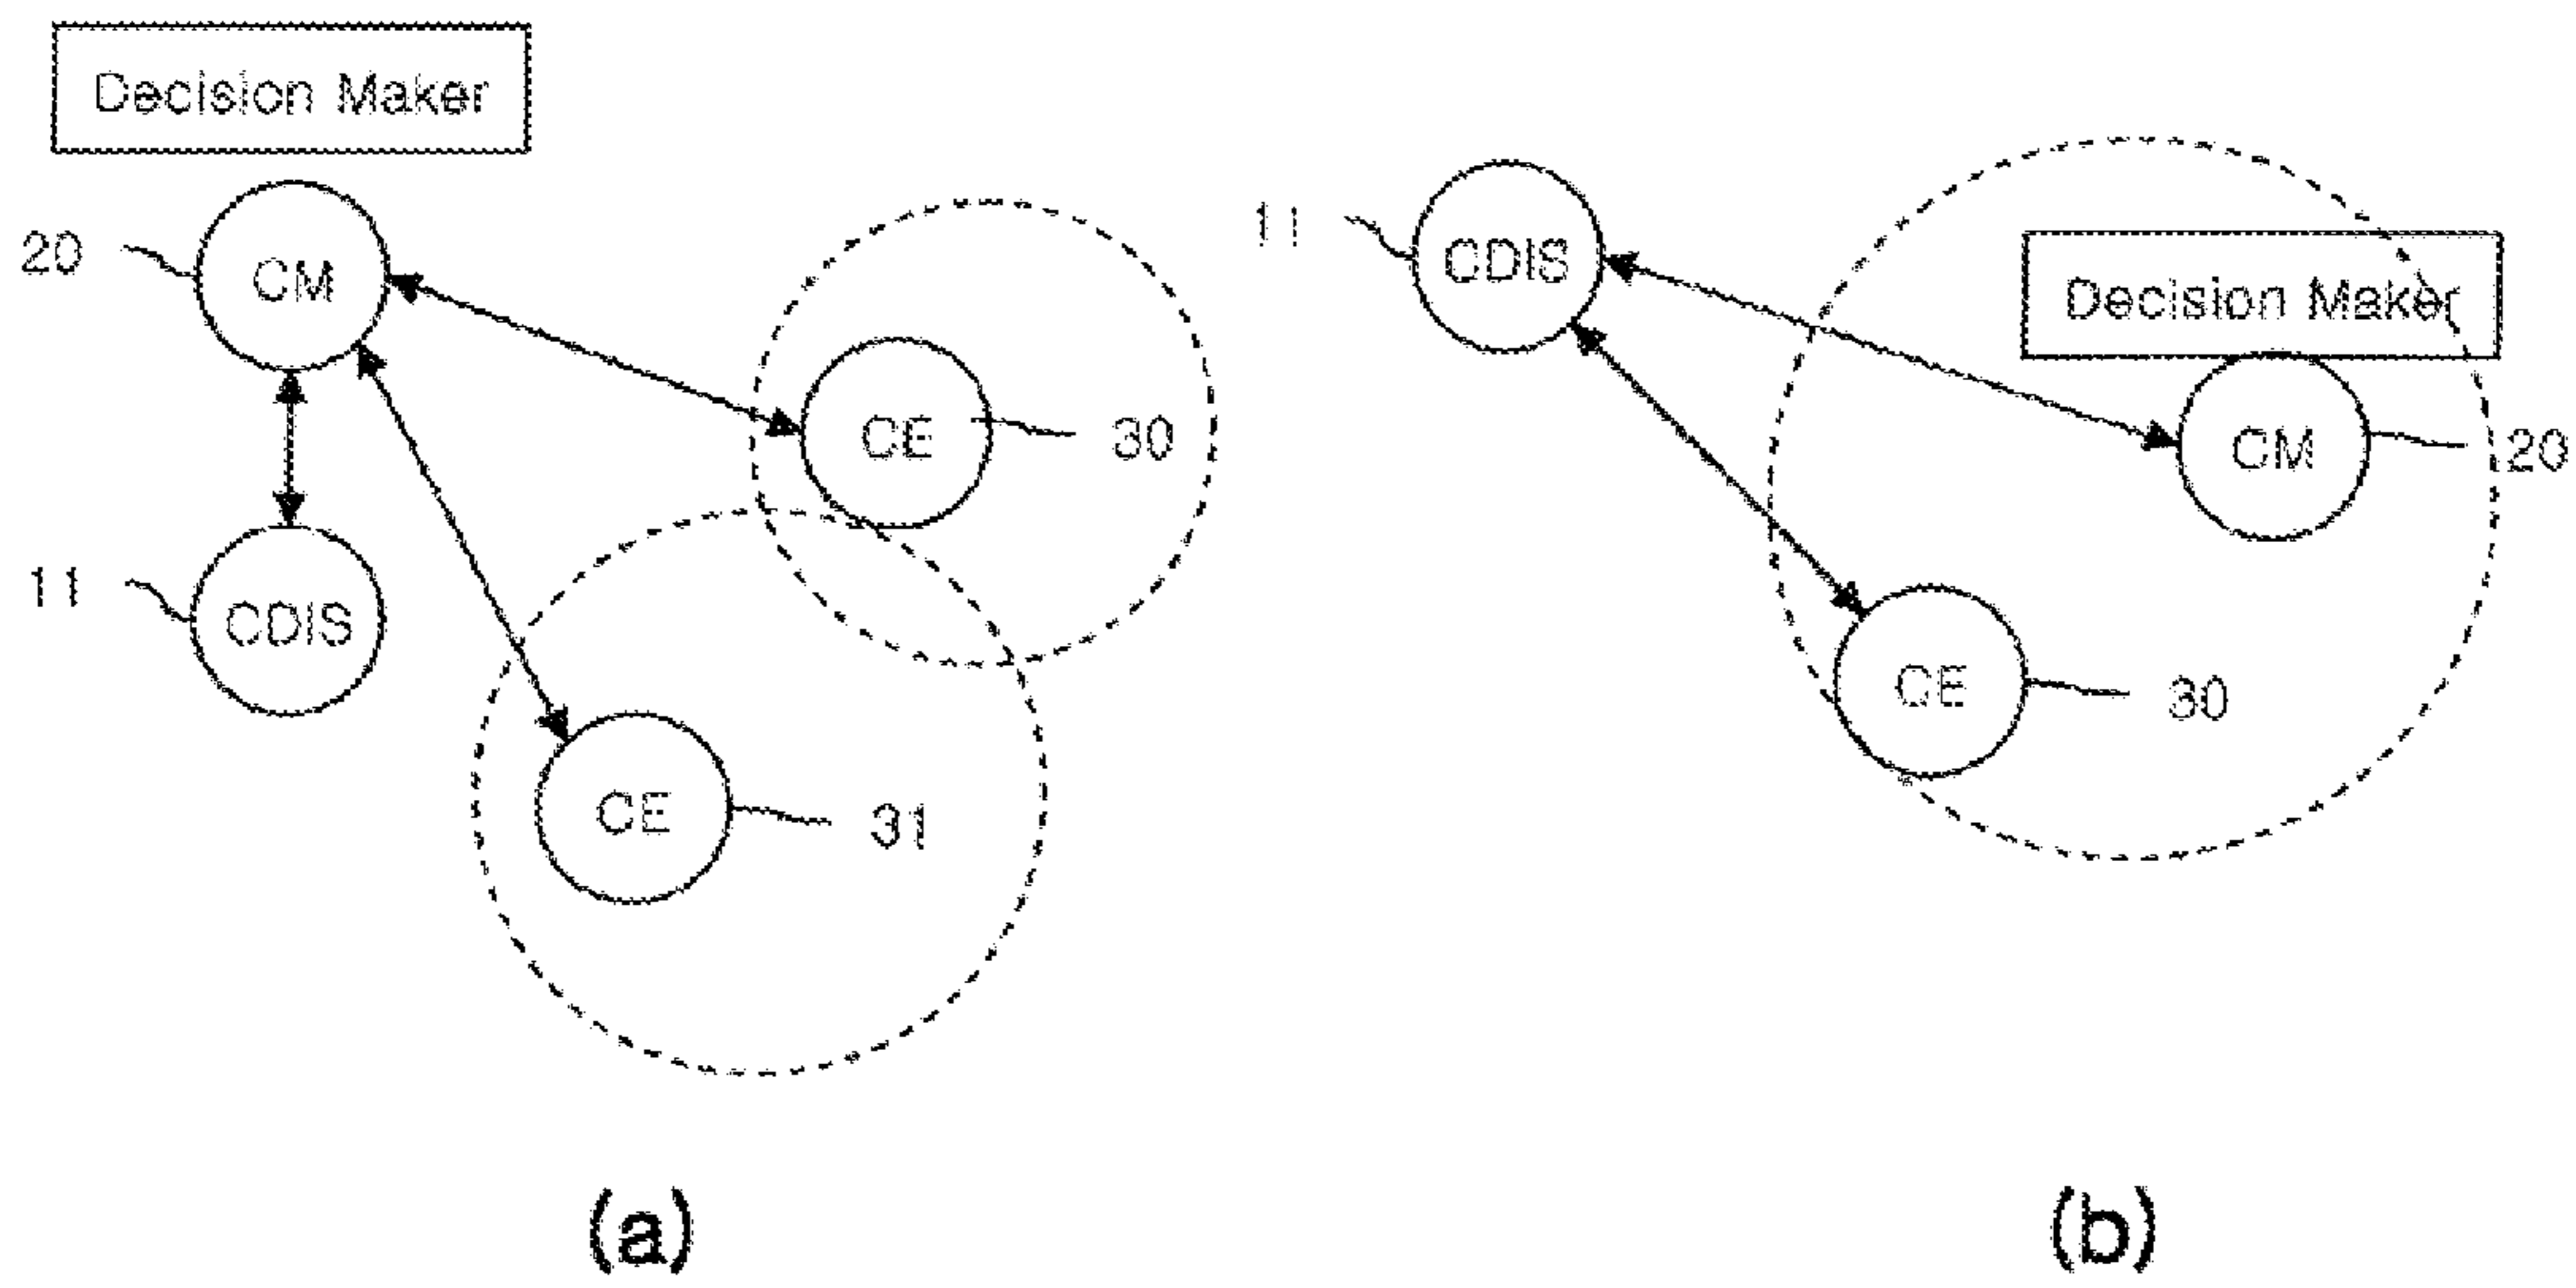 Decision Maker
20
CM
CE
30
11
CDIS
CE
31
(a)
11
CDIS
Decision Maker
CM
20
CE
30
(b)